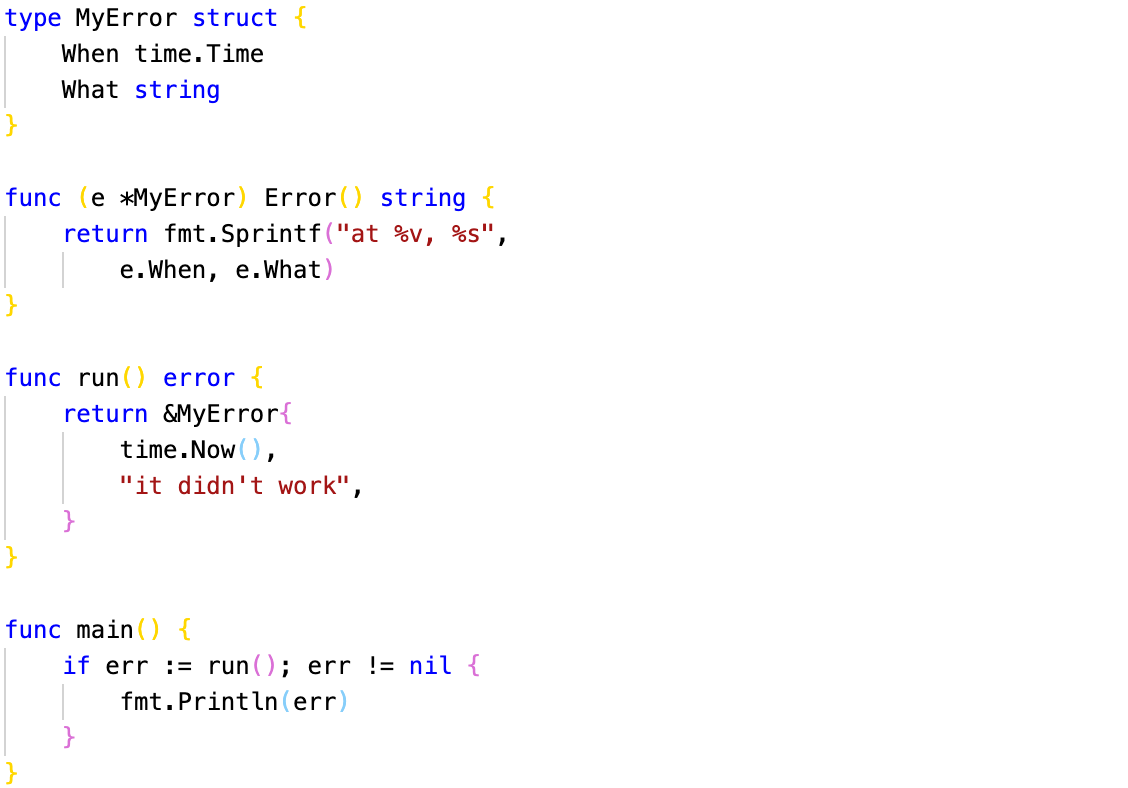 type MyError struct {
    When time.Time
    What string
}

func (e *MyError) Error() string {
    return fmt.Sprintf("at %v, %s",
        e.When, e.What)
}

func run() error {
    return &MyError{
        time.Now(),
        "it didn't work",
    }
}

func main() {
    if err := run(); err != nil {
        fmt.Println(err)
    }
}